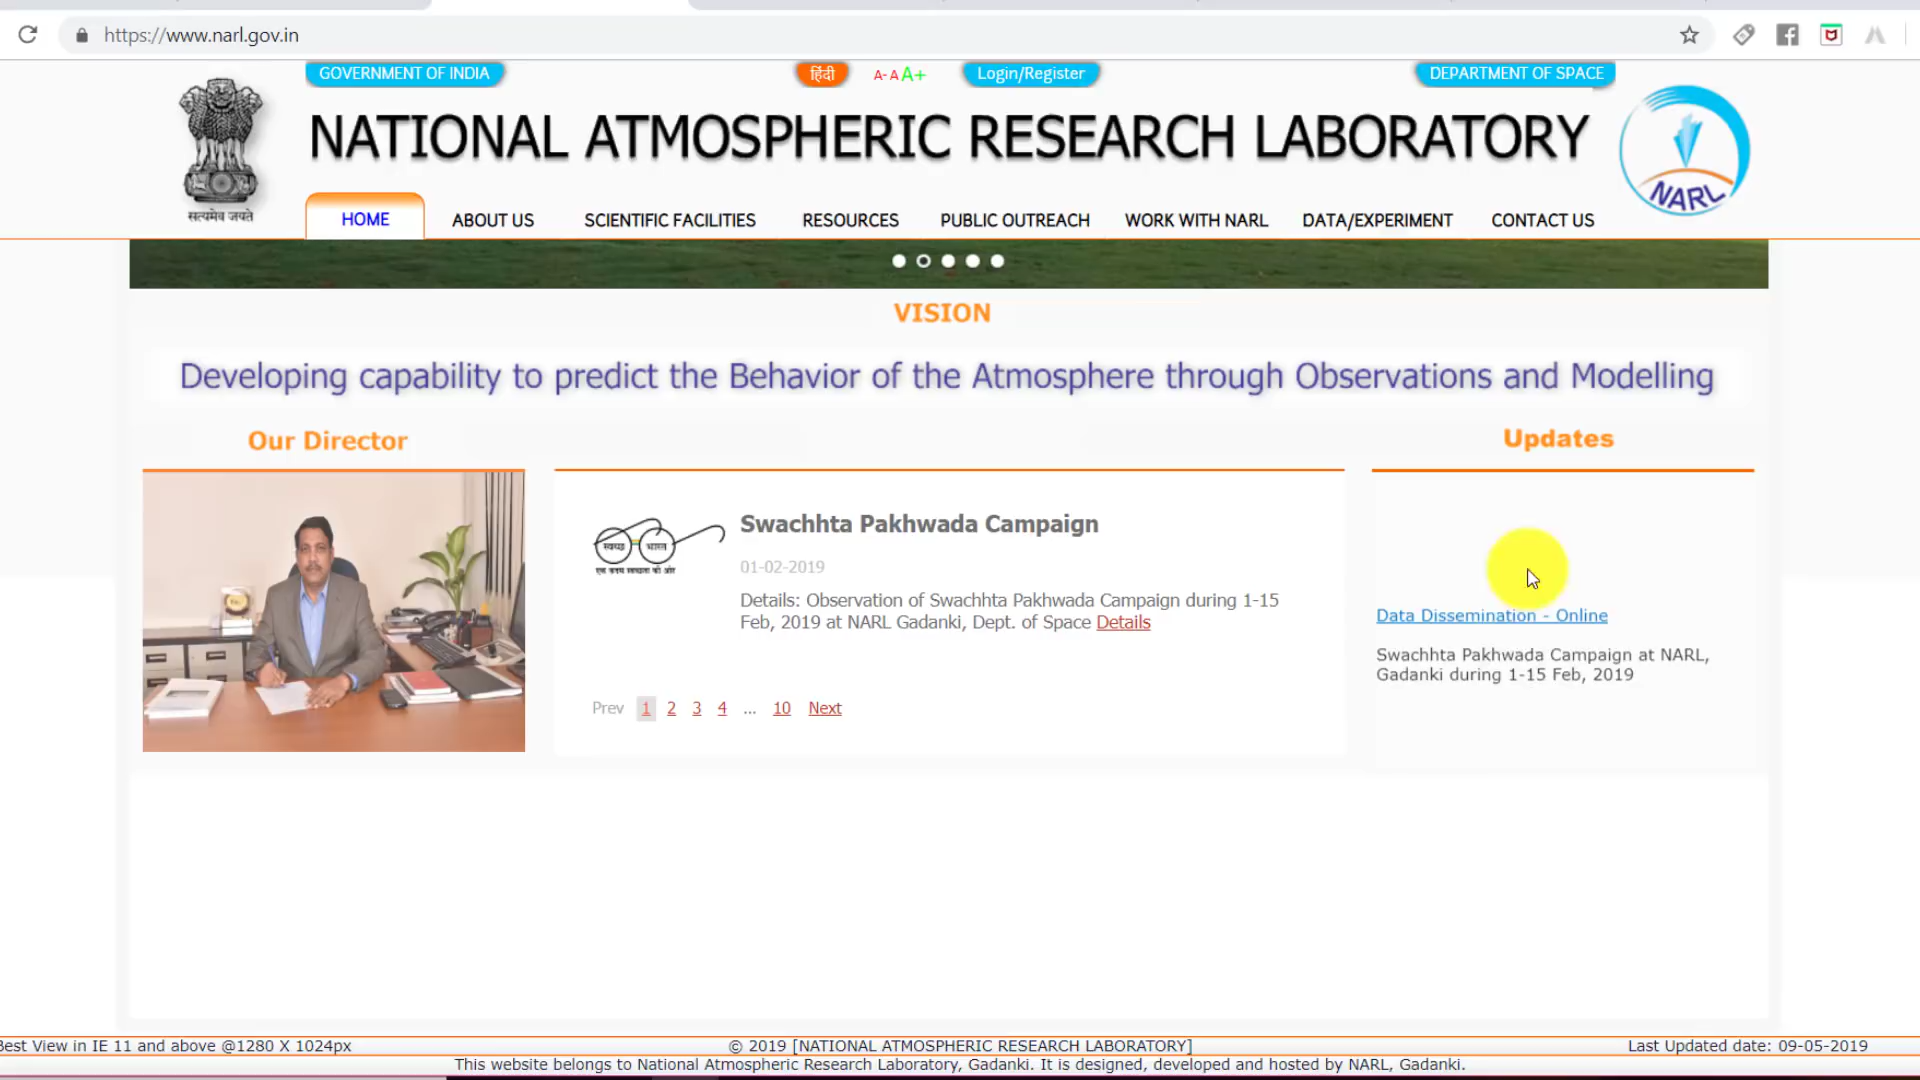 https://www.narl.gov.in
GOVERNMENT OF INDIA
हिंदी
A- A A+
Login/Register
DEPARTMENT OF SPACE
NATIONAL ATMOSPHERIC RESEARCH LABORATORY
सत्यमेव जयते
NARL
HOME ABOUT US SCIENTIFIC FACILITIES RESOURCES PUBLIC OUTREACH WORK WITH NARL DATA/EXPERIMENT CONTACT US
VISION
Developing capability to predict the Behavior of the Atmosphere through Observations and Modelling
Our Director
स्वच्छ भारत
एक कदम स्वच्छता की ओर
Swachhta Pakhwada Campaign
01-02-2019
Details: Observation of Swachhta Pakhwada Campaign during 1-15
Feb, 2019 at NARL Gadanki, Dept. of Space Details
Prev 1 2 3 4 ... 10 Next
Updates
Data Dissemination - Online
Swachhta Pakhwada Campaign at NARL,
Gadanki during 1-15 Feb, 2019
Best View in IE 11 and above @1280 X 1024px
© 2019 [NATIONAL ATMOSPHERIC RESEARCH LABORATORY]
Last Updated date: 09-05-2019
This website belongs to National Atmospheric Research Laboratory, Gadanki. It is designed, developed and hosted by NARL, Gadanki.